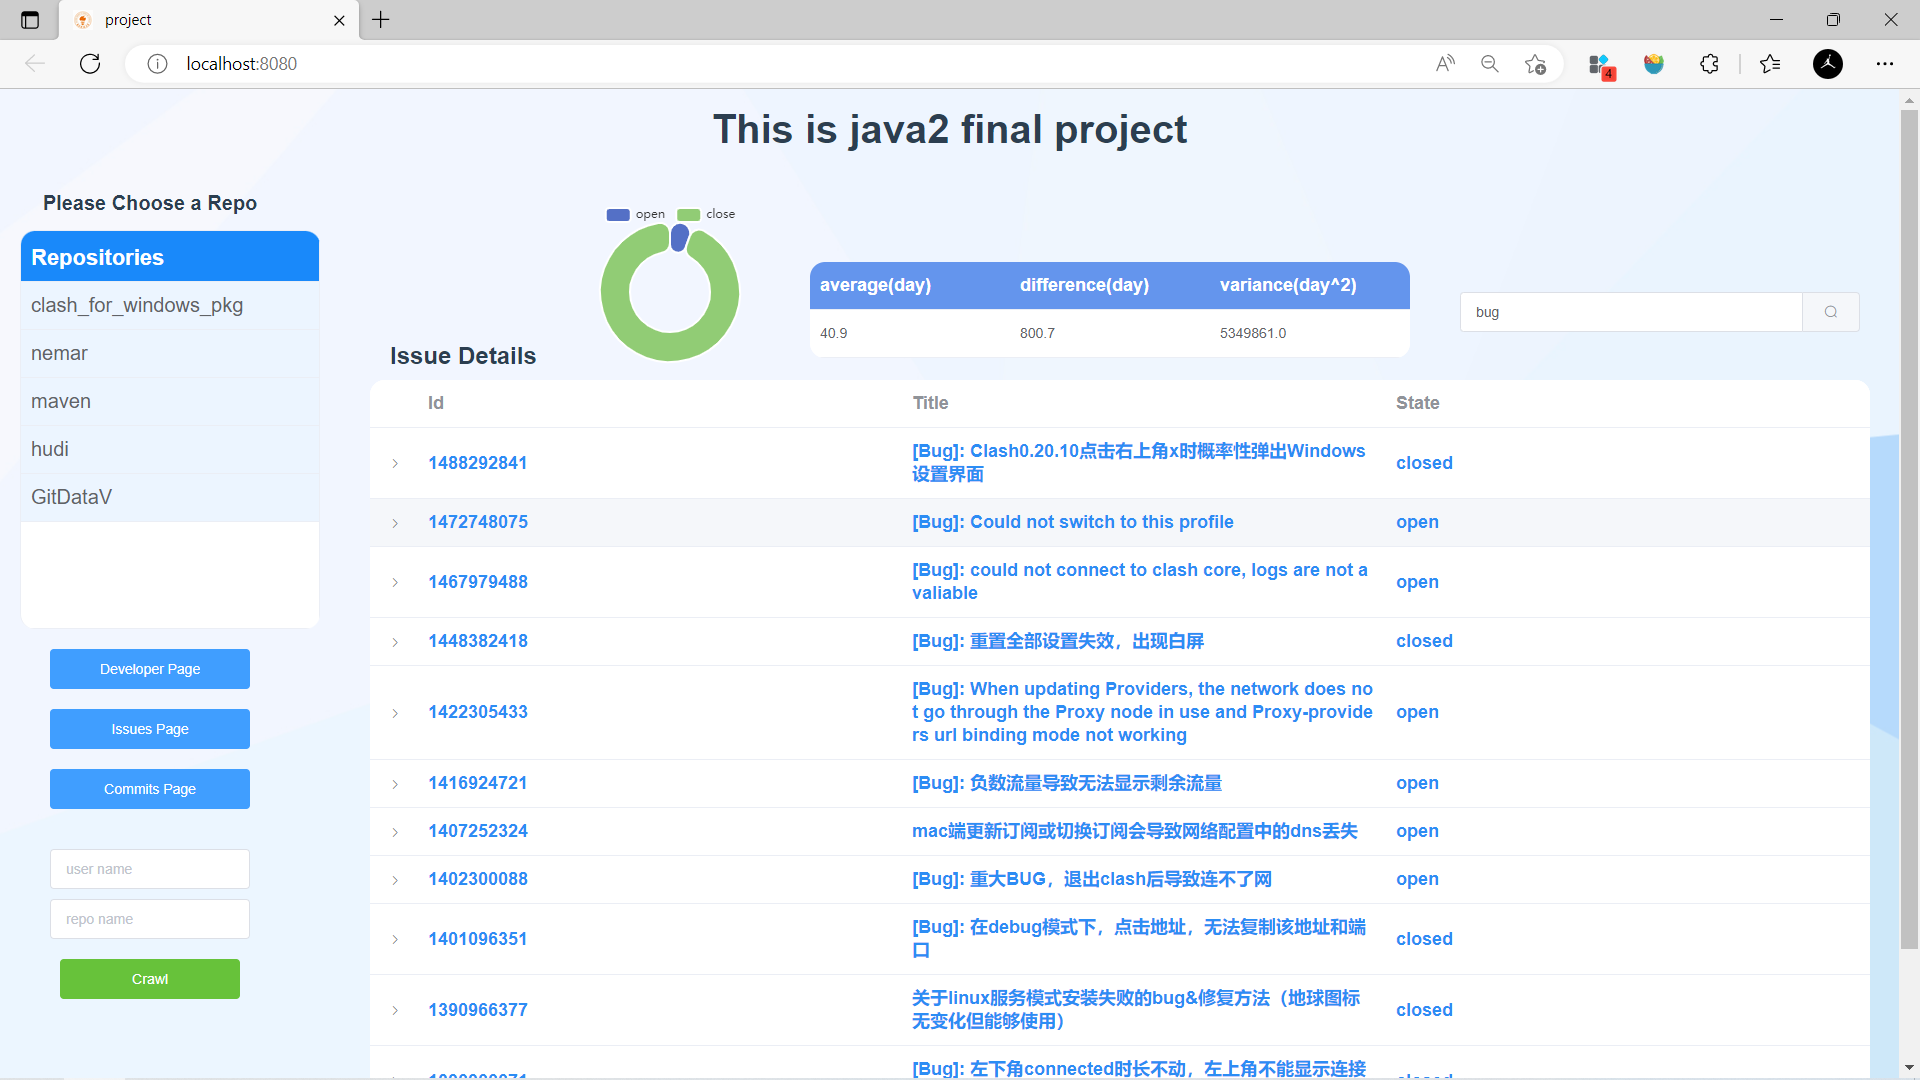 project
localhost:8080
4
This is java2 final project
Please Choose a Repo
Repositories
clash_for_windows_pkg
nemar
maven
hudi
GitDataV
Developer Page
Issues Page
Commits Page
user name
repo name
Crawl
open
close
average(day) difference(day) variance(day^2)
40.9 800.7 5349861.0
bug
Issue Details
Id Title State
1488292841
[Bug]: Clash0.20.10点击右上角x时概率性弹出Windows
设置界面
closed
1472748075 [Bug]: Could not switch to this profile open
1467979488
[Bug]: could not connect to clash core, logs are not a
valiable
open
1448382418 [Bug]: 重置全部设置失效，出现白屏 closed
1422305433
[Bug]: When updating Providers, the network does no
t go through the Proxy node in use and Proxy-provide
rs url binding mode not working
open
1416924721 [Bug]: 负数流量导致无法显示剩余流量 open
1407252324 mac端更新订阅或切换订阅会导致网络配置中的dns丢失 open
1402300088 [Bug]: 重大BUG，退出clash后导致连不了网 open
1401096351
[Bug]: 在debug模式下，点击地址，无法复制该地址和端
口
closed
1390966377
关于linux服务模式安装失败的bug&修复方法（地球图标
无变化但能够使用）
closed
[Bug]: 左下角connected时长不动，左上角不能显示连接